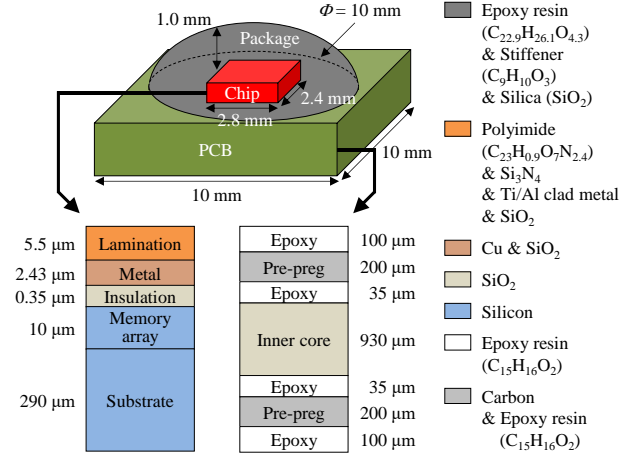 1.0 mm
Φ = 10 mm
Package
Chip
2.4 mm
2.8 mm
PCB
10 mm
10 mm
5.5 μm
Lamination
2.43 μm
Metal
0.35 μm
Insulation
10 μm
Memory
array
290 μm
Substrate
Epoxy
100 μm
Pre-preg
200 μm
Epoxy
35 μm
Inner core
930 μm
Epoxy
35 μm
Pre-preg
200 μm
Epoxy
100 μm
Epoxy resin
(C22.9H26.1O4.3)
& Stiffener
(C9H10O3)
& Silica (SiO2)
Polyimide
(C23H0.9O7N2.4)
& Si3N4
& Ti/Al clad metal
& SiO2
Cu & SiO2
SiO2
Silicon
Epoxy resin
(C15H16O2)
Carbon
& Epoxy resin
(C15H16O2)